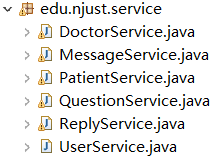 edu.njust.service
DoctorService.java
MessageService.java
PatientService.java
QuestionService.java
ReplyService.java
UserService.java